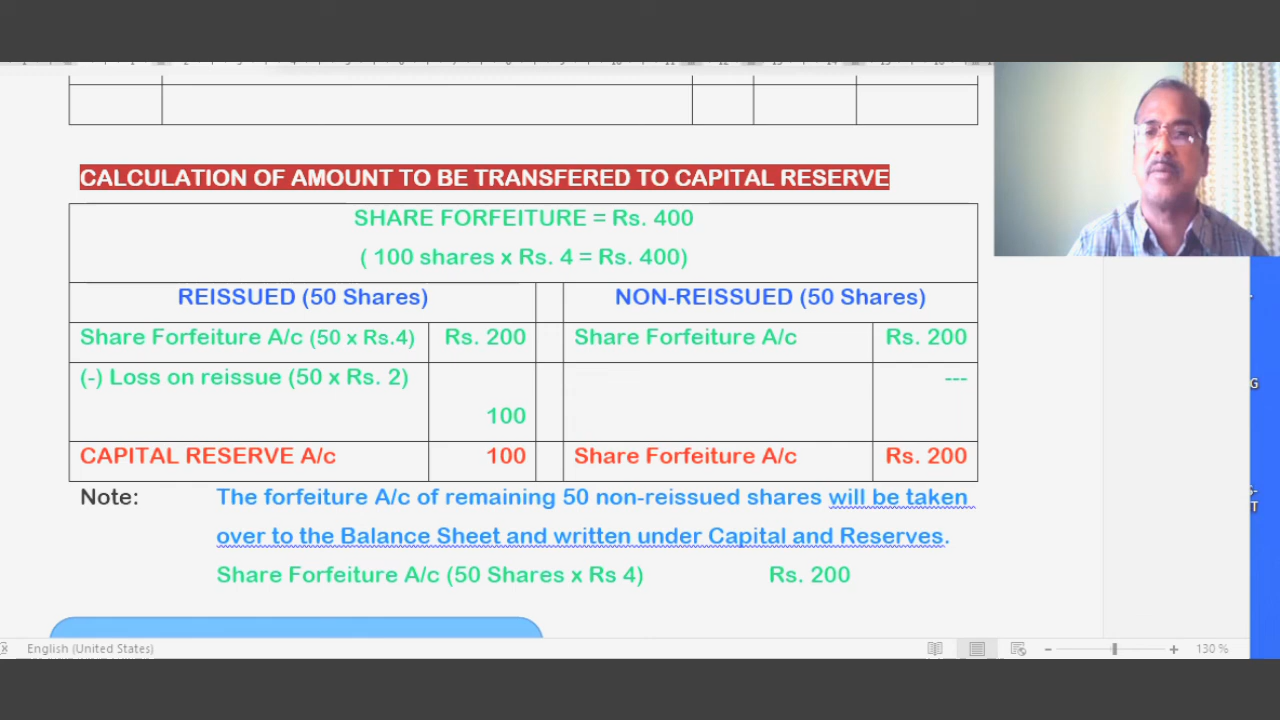 CALCULATION OF AMOUNT TO BE TRANSFERED TO CAPITAL RESERVE
SHARE FORFEITURE = Rs. 400
( 100 shares x Rs. 4 = Rs. 400)
REISSUED (50 Shares) NON-REISSUED (50 Shares)
Share Forfeiture A/c (50 x Rs.4) Rs. 200 Share Forfeiture A/c Rs. 200
(-) Loss on reissue (50 x Rs. 2) ---
100
CAPITAL RESERVE A/c 100 Share Forfeiture A/c Rs. 200
Note: The forfeiture A/c of remaining 50 non-reissued shares will be taken
over to the Balance Sheet and written under Capital and Reserves.
Share Forfeiture A/c (50 Shares x Rs 4) Rs. 200
English (United States) 130 %